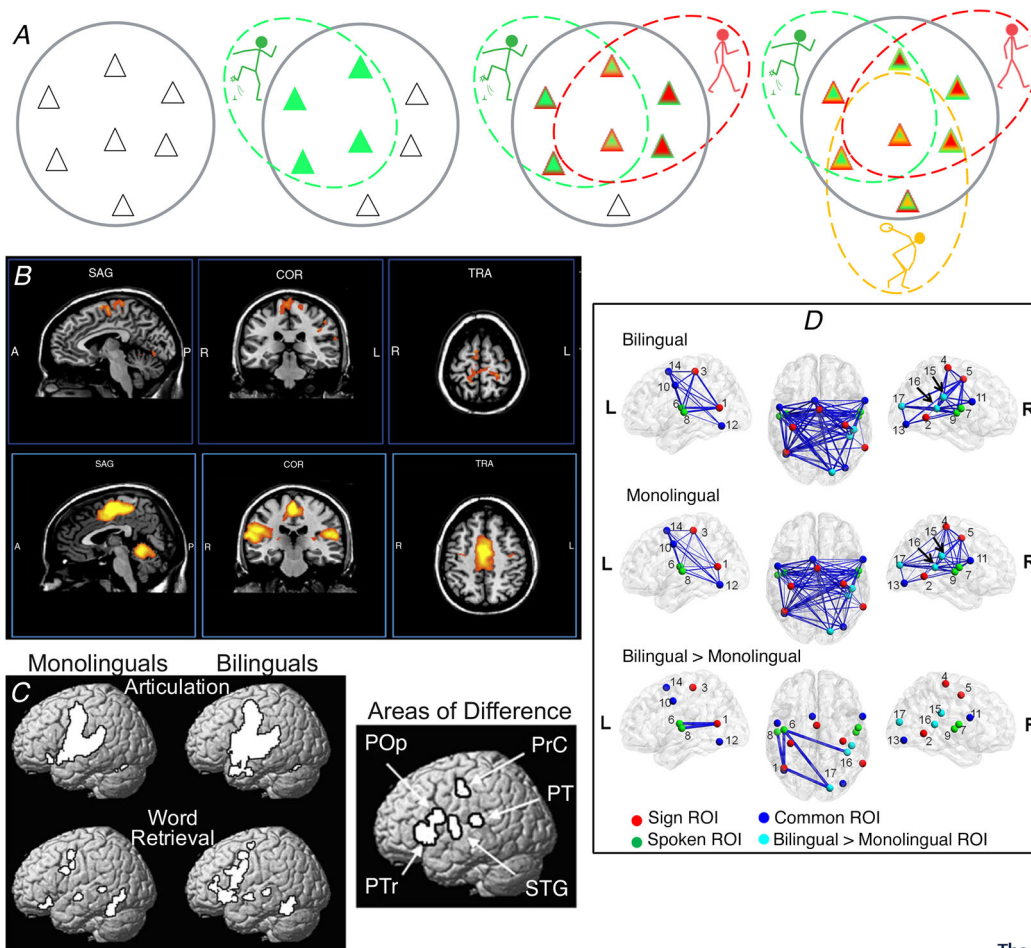 A
B
SAG
COR
TRA
A
P
R
L
R
L
SAG
COR
TRA
A
P
R
L
R
L
C
Monolinguals
Bilinguals
Articulation
Word
Retrieval
Areas of Difference
POp
PrC
PT
PTr
STG
D
Bilingual
L
R
14
3
10
6
8
1
12
4
15
5
16
17
11
7
9
2
13
Monolingual
L
R
14
3
10
6
8
1
12
4
15
5
16
17
11
7
9
2
13
Bilingual > Monolingual
L
R
14
3
10
6
8
1
12
8
6
1
16
17
4
5
15
17
11
16
7
9
2
13
Sign ROI
Common ROI
Spoken ROI
Bilingual > Monolingual ROI